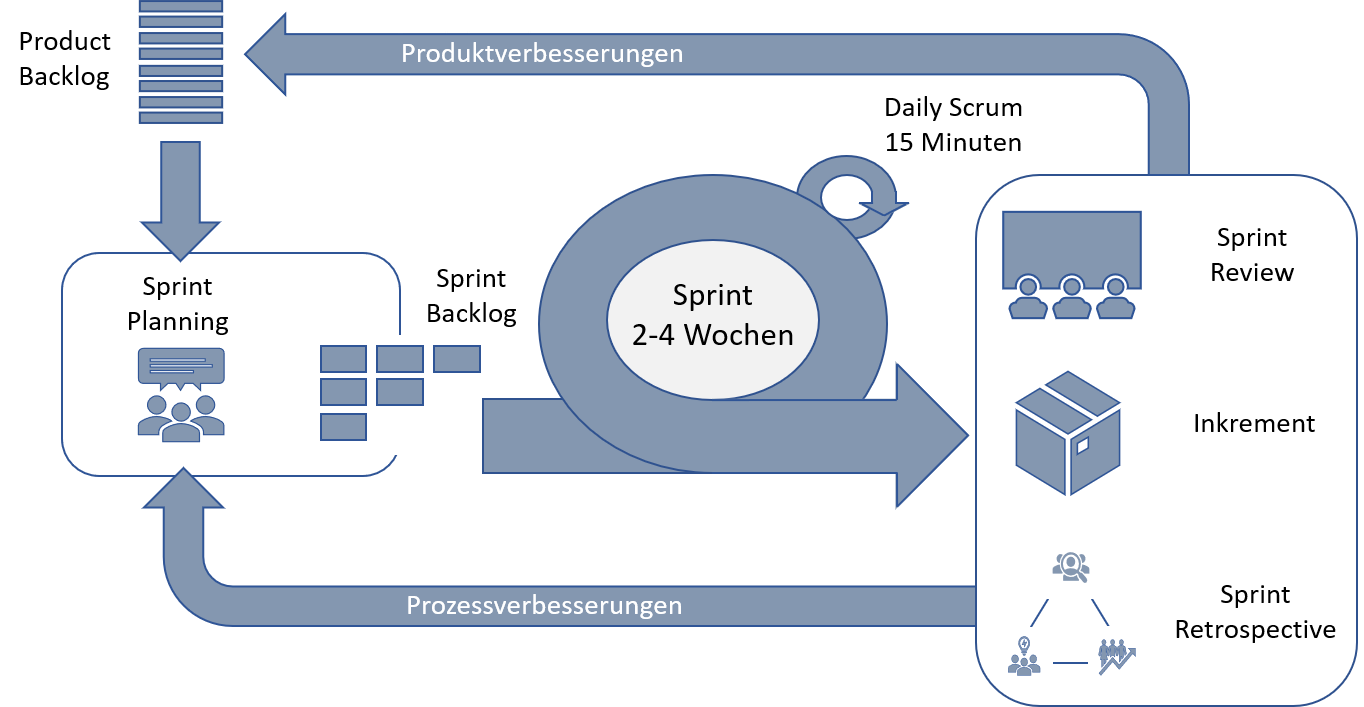 Product
Backlog
Produktverbesserungen
Daily Scrum
15 Minuten
Sprint
Planning
Sprint
Backlog
Sprint
2-4 Wochen
Sprint
Review
Inkrement
Sprint
Retrospective
Prozessverbesserungen